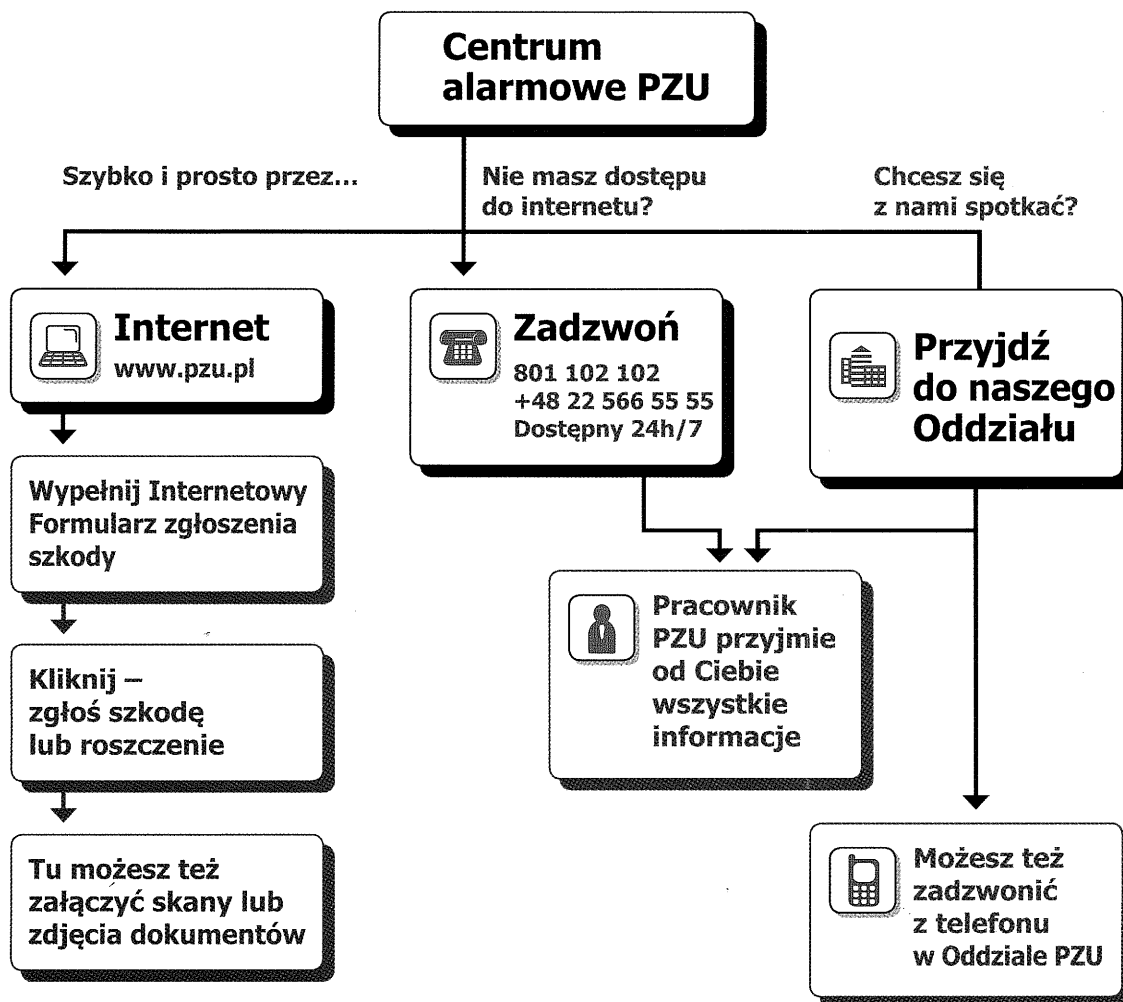 Centrum
alarmowe PZU
Szybko i prosto przez...
Nie masz dostępu
do internetu?
Chcesz się
z nami spotkać?
Internet
www.pzu.pl
Zadzwoń
801 102 102
+48 22 566 55 55
Dostępny 24h/7
Przyjdź
do naszego
Oddziału
Wypełnij Internetowy
Formularz zgłoszenia
szkody
Kliknij –
zgłoś szkodę
lub roszczenie
Tu możesz też
załączyć skany lub
zdjęcia dokumentów
Pracownik
PZU przyjmie
od Ciebie
wszystkie
informacje
Możesz też
zadzwonić
z telefonu
w Oddziale PZU